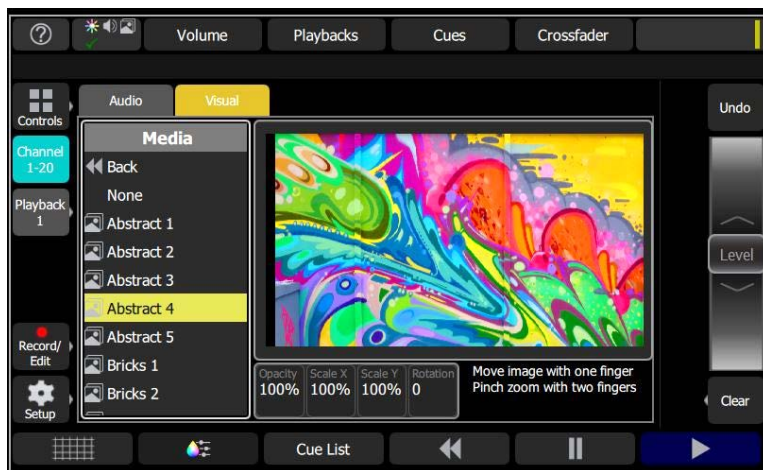 Volume
Playbacks
Cues
Crossfader
Audio
Visual
Controls
Undo
Media
Channel
1-20
Back
None
Playback
1
Abstract 1
Abstract 2
Abstract 3
Level
Abstract 4
Abstract 5
Record/
Edit
Bricks 1
Bricks 2
Opacity
100%
Scale X
100%
Scale Y
100%
Rotation
0
Move image with one finger
Pinch zoom with two fingers
Setup
Clear
Cue List